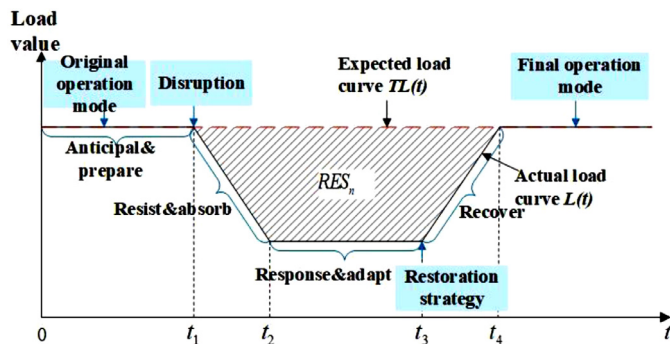 Load
value
Original
operation
mode
Disruption
Expected load
curve TL(t)
Final operation
mode
Anticipal&
prepare
RESₙ
Actual load
curve L(t)
Resist&absorb
Recover
Response&adapt
Restoration
strategy
0
t₁
t₂
t₃
t₄
t